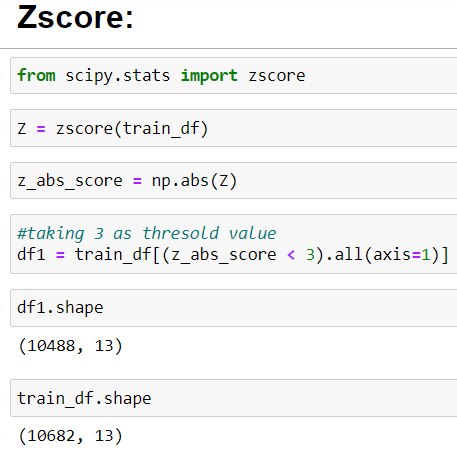 Zscore:
from scipy.stats import zscore
Z = zscore(train_df)
z_abs_score = np.abs(Z)
#taking 3 as thresold value
df1 = train_df[(z_abs_score < 3).all(axis=1)]
df1.shape
(10488, 13)
train_df.shape
(10682, 13)